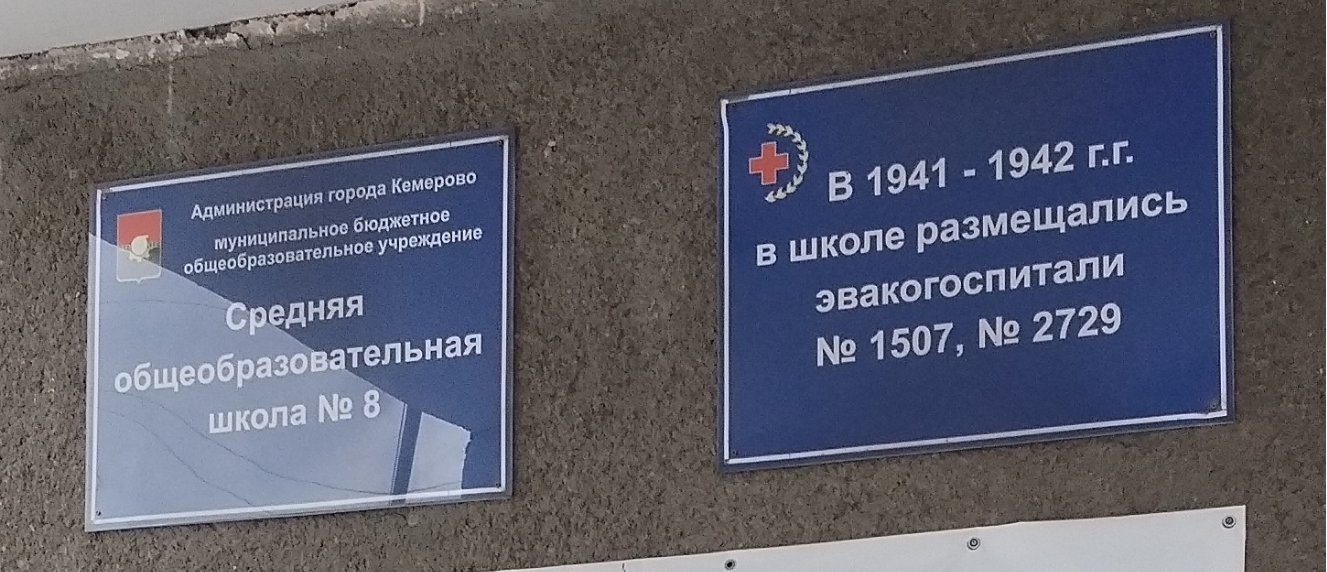 Администрация города Кемерово
муниципальное бюджетное
общеобразовательное учреждение
Средняя
общеобразовательная
школа № 8
В 1941 - 1942 г.г.
в школе размещались
эвакогоспитали
№ 1507, № 2729